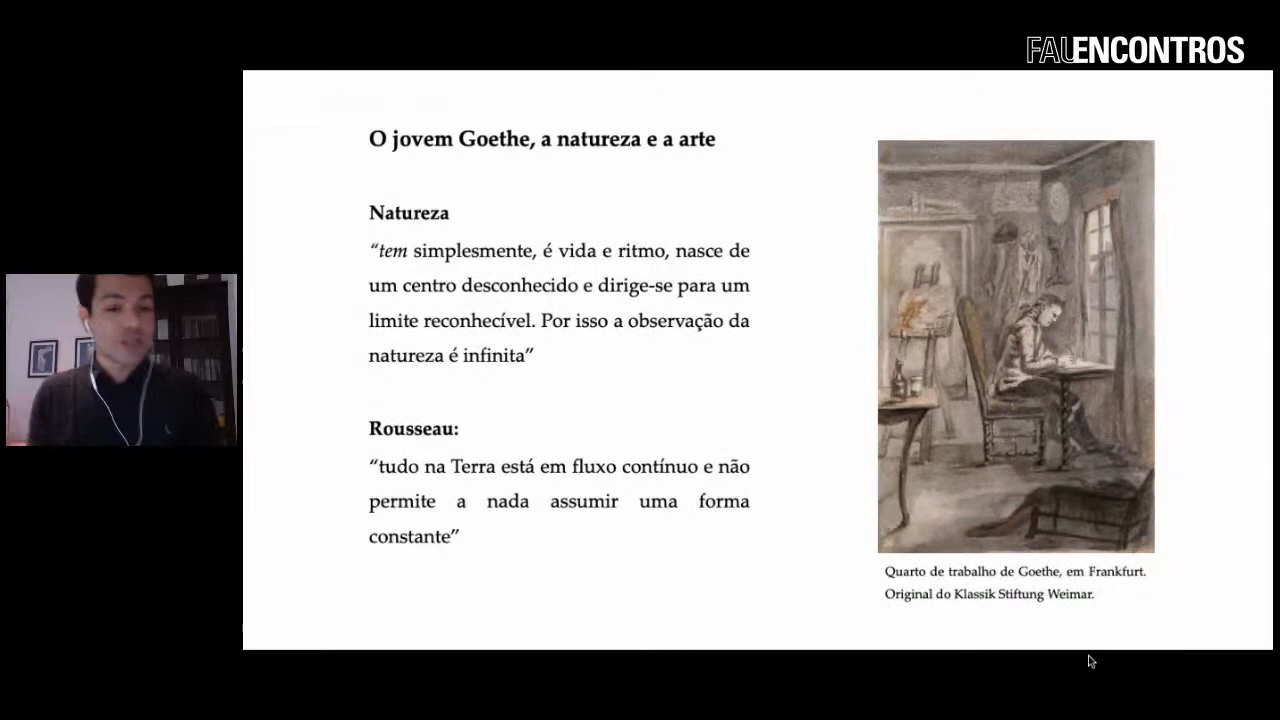 FAUENCONTROS
O jovem Goethe, a natureza e a arte
Natureza
“tem simplesmente, é vida e ritmo, nasce de
um centro desconhecido e dirige-se para um
limite reconhecível. Por isso a observação da
natureza é infinita”
Rousseau:
“tudo na Terra está em fluxo contínuo e não
permite a nada assumir uma forma
constante”
Quarto de trabalho de Goethe, em Frankfurt.
Original do Klassik Stiftung Weimar.